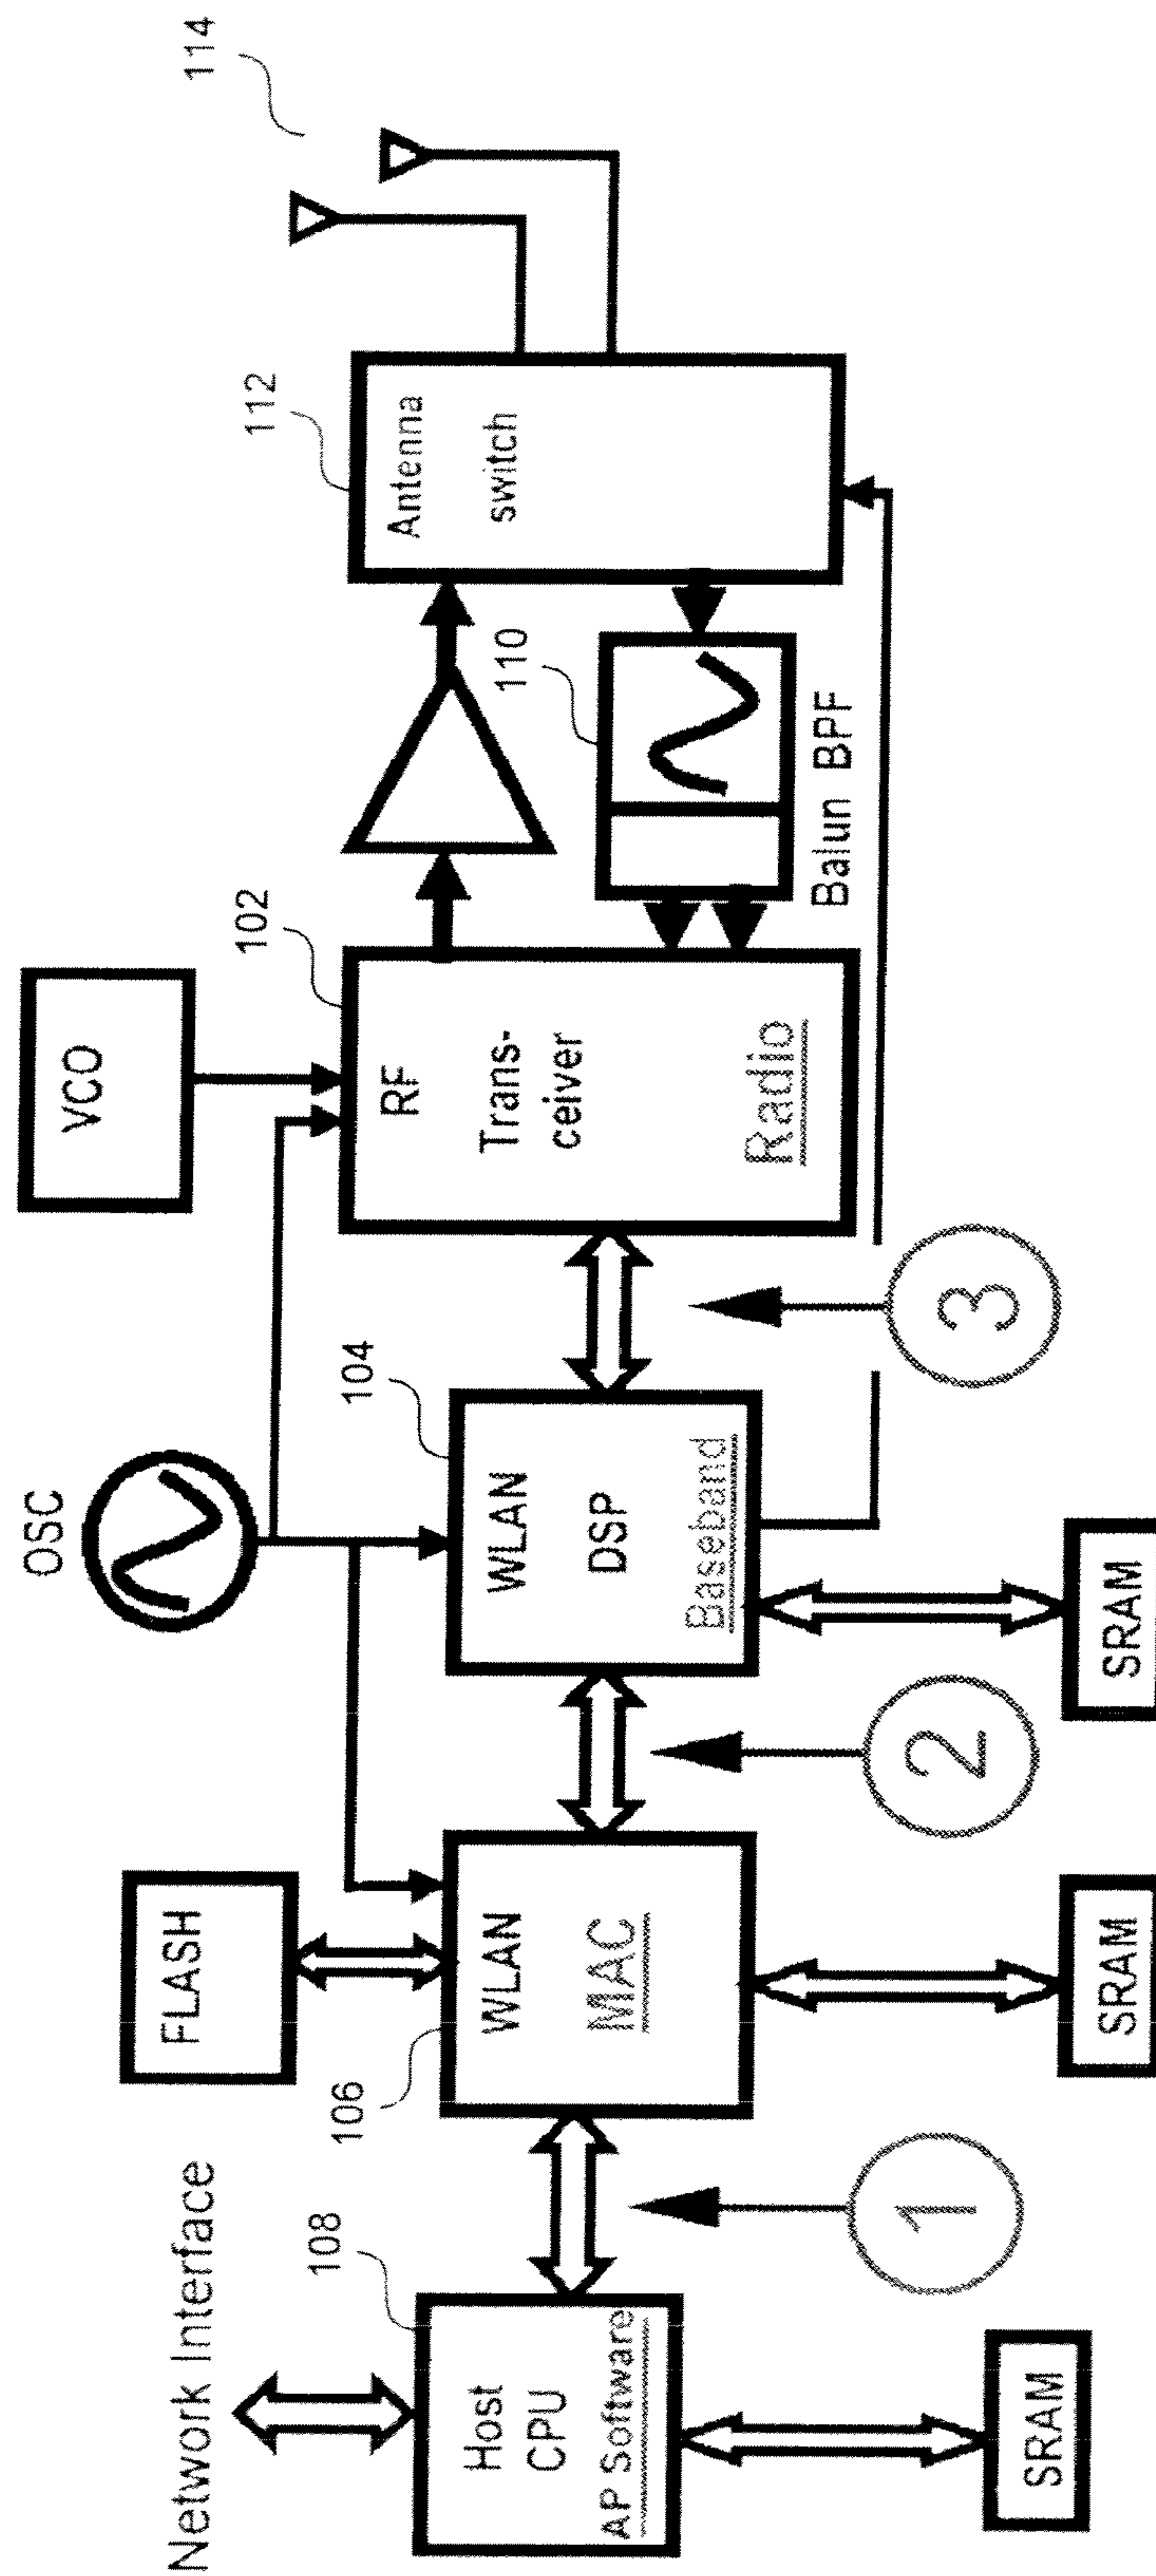 Network Interface
108
Host
CPU
AP Software
SRAM
1
FLASH
106
WLAN
MAC
SRAM
2
OSC
104
WLAN
DSP
Baseband
SRAM
3
VCO
102
RF
Trans-
ceiver
Radio
110
Balun BPF
112
Antenna
switch
114